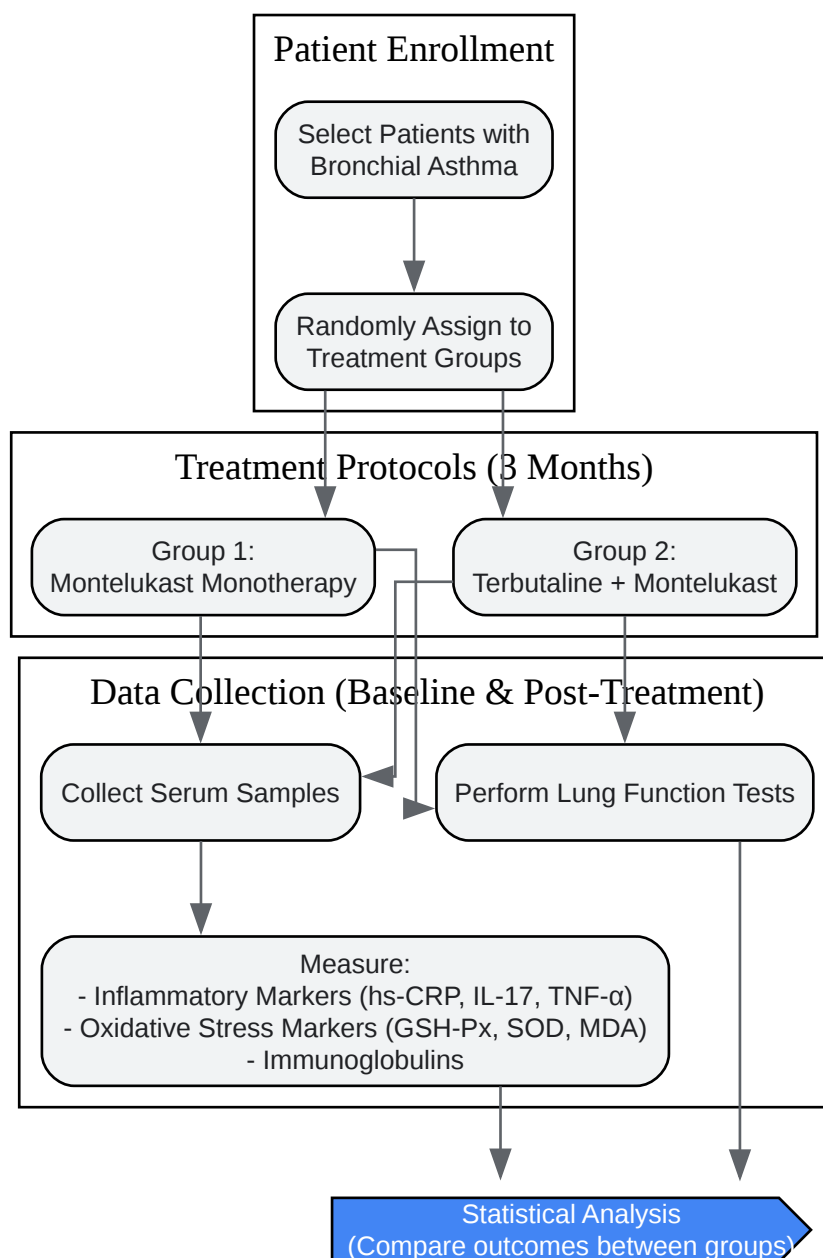 Patient Enrollment
Select Patients with
Bronchial Asthma
Randomly Assign to
Treatment Groups
Treatment Protocols (3 Months)
Group 1:
Montelukast Monotherapy
Group 2:
Terbutaline + Montelukast
Data Collection (Baseline & Post-Treatment)
Collect Serum Samples
Perform Lung Function Tests
Measure:
- Inflammatory Markers (hs-CRP, IL-17, TNF-α)
- Oxidative Stress Markers (GSH-Px, SOD, MDA)
- Immunoglobulins
Statistical Analysis
(Compare outcomes between groups)